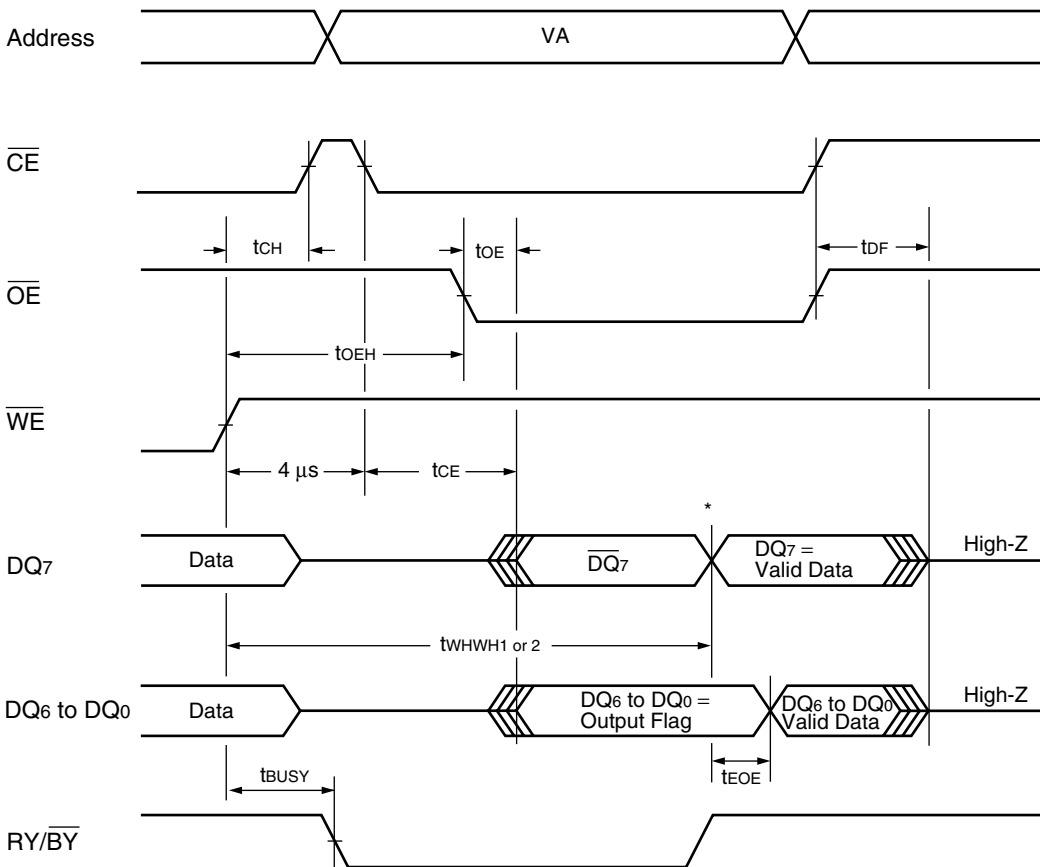 Address
VA
CE
tCH
tOE
tDF
OE
tOEH
WE
4 μs
tCE
*
DQ7
Data
DQ7
DQ7 =
Valid Data
High-Z
tWHWH1 or 2
DQ6 to DQ0
Data
DQ6 to DQ0 =
Output Flag
DQ6 to DQ0
Valid Data
High-Z
tBUSY
tEOE
RY/BY